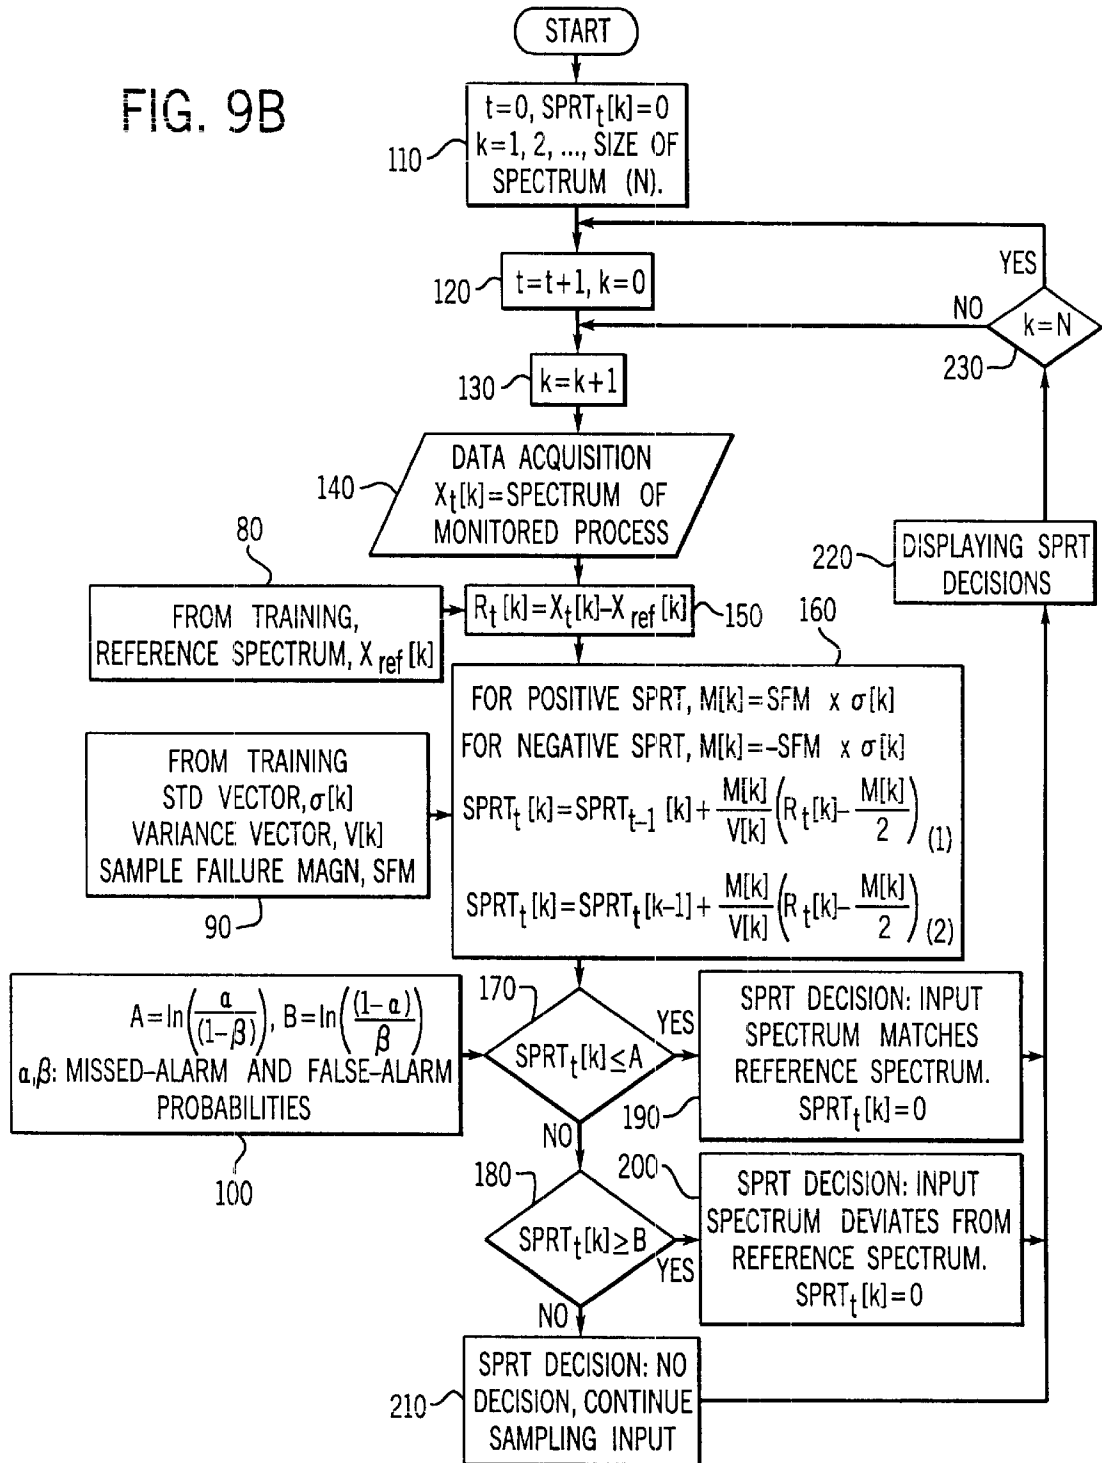 START
FIG. 9B
t=0, SPRTt[k]=0
k=1, 2, ..., SIZE OF
SPECTRUM (N).
110
YES
t=t+1, k=0
120
NO
k=N
230
k=k+1
130
DATA ACQUISITION
Xt[k]=SPECTRUM OF
MONITORED PROCESS
140
80
FROM TRAINING,
REFERENCE SPECTRUM, Xref[k]
Rt[k]=Xt[k]-Xref[k]
150
220
DISPLAYING SPRT
DECISIONS
160
FOR POSITIVE SPRT, M[k]=SFM x σ[k]
FOR NEGATIVE SPRT, M[k]=-SFM x σ[k]
SPRTt[k]=SPRTt-1[k]+M[k]/V[k](Rt[k]-M[k]/2)(1)
SPRTt[k]=SPRTt[k-1]+M[k]/V[k](Rt[k]-M[k]/2)(2)
FROM TRAINING
STD VECTOR,σ[k]
VARIANCE VECTOR, V[k]
SAMPLE FAILURE MAGN, SFM
90
A=ln(α/(1-β)), B=ln((1-α)/β)
α,β: MISSED-ALARM AND FALSE-ALARM
PROBABILITIES
100
170
SPRTt[k]≤A
YES
NO
SPRT DECISION: INPUT
SPECTRUM MATCHES
REFERENCE SPECTRUM.
SPRTt[k]=0
190
180
SPRTt[k]≥B
YES
NO
200
SPRT DECISION: INPUT
SPECTRUM DEVIATES FROM
REFERENCE SPECTRUM.
SPRTt[k]=0
210
SPRT DECISION: NO
DECISION, CONTINUE
SAMPLING INPUT